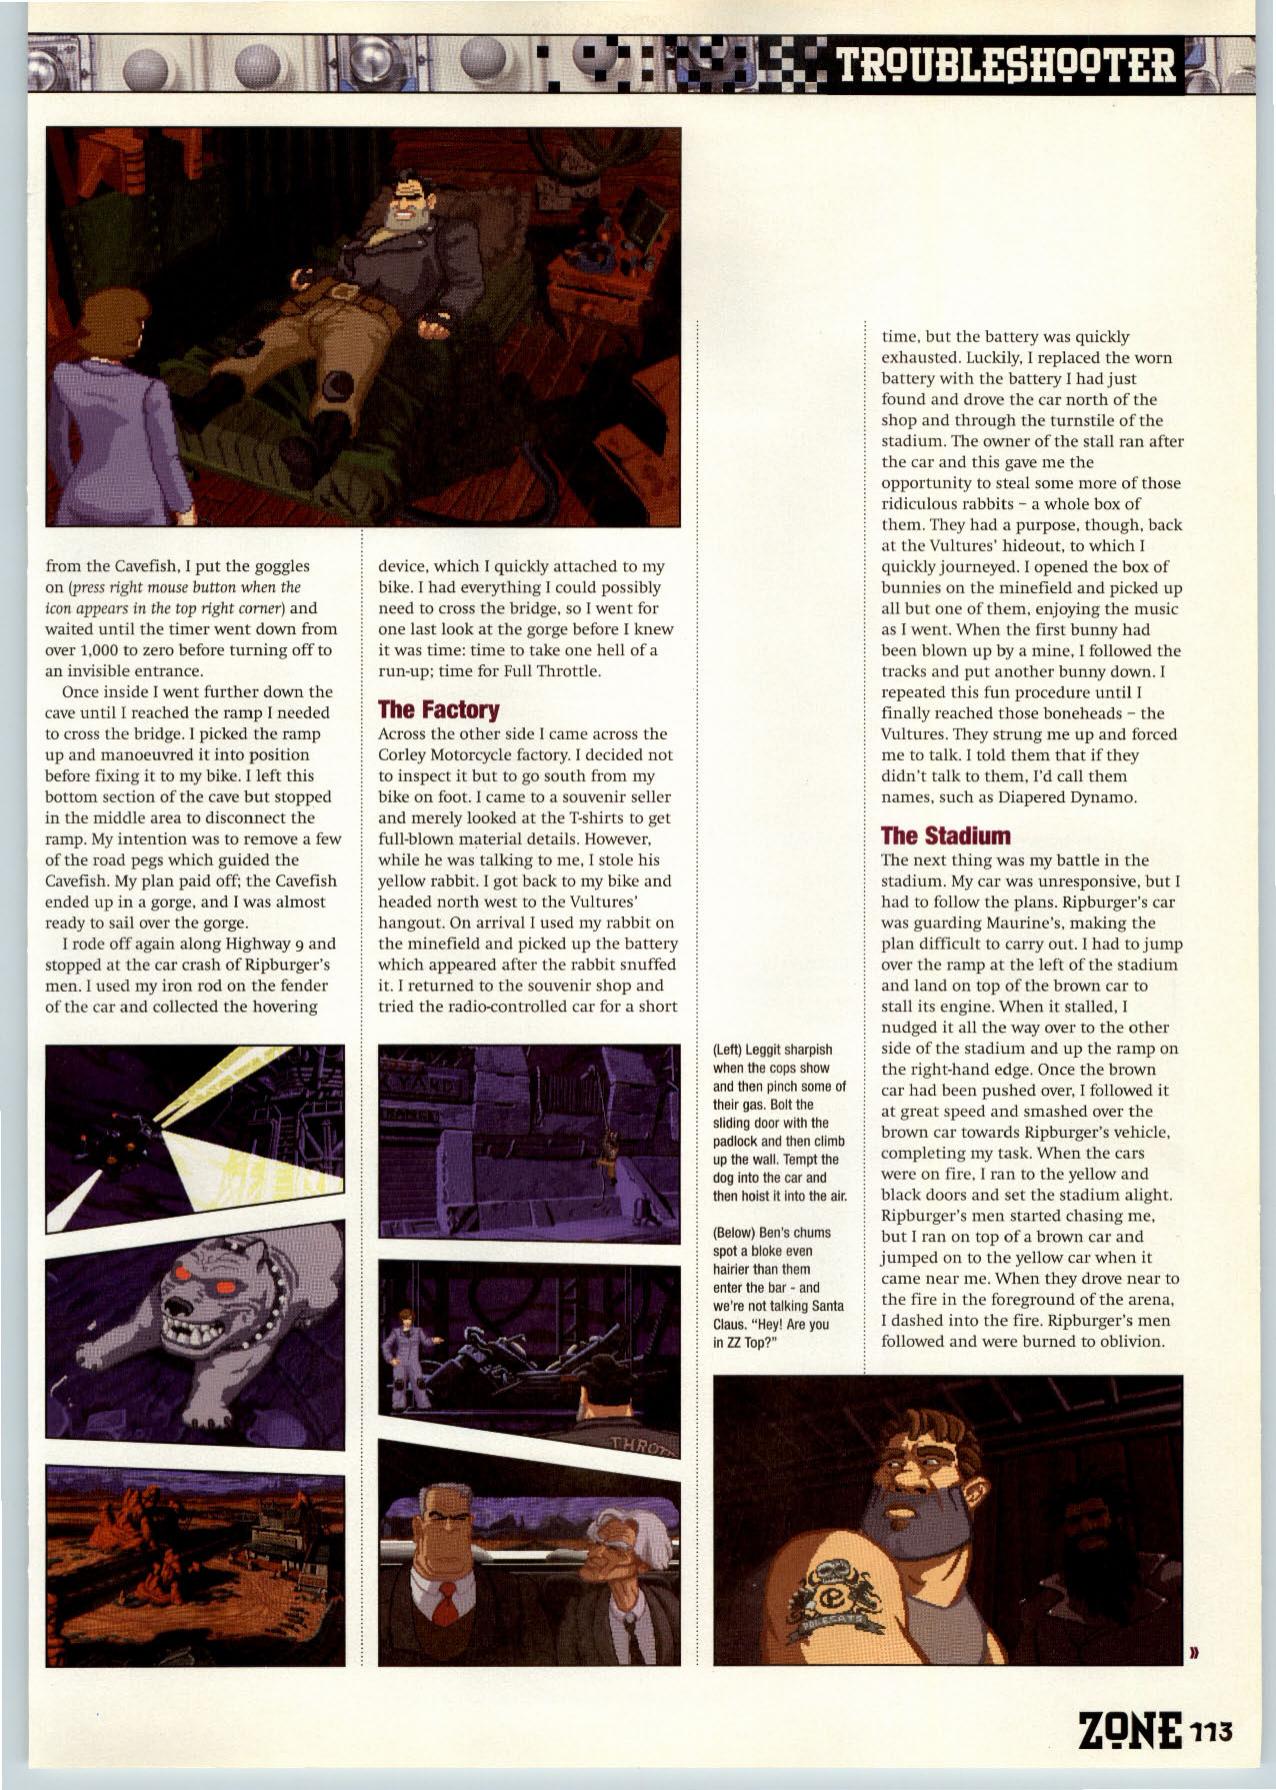 TROUBLESHOOTER
from the Cavefish, I put the goggles
on (press right mouse button when the
icon appears in the top right corner) and
waited until the timer went down from
over 1,000 to zero before turning off to
an invisible entrance.
Once inside I went further down the
cave until I reached the ramp I needed
to cross the bridge. I picked the ramp
up and manoeuvred it into position
before fixing it to my bike. I left this
bottom section of the cave but stopped
in the middle area to disconnect the
ramp. My intention was to remove a few
of the road pegs which guided the
Cavefish. My plan paid off; the Cavefish
ended up in a gorge, and I was almost
ready to sail over the gorge.
I rode off again along Highway 9 and
stopped at the car crash of Ripburger's
men. I used my iron rod on the fender
of the car and collected the hovering
device, which I quickly attached to my
bike. I had everything I could possibly
need to cross the bridge, so I went for
one last look at the gorge before I knew
it was time: time to take one hell of a
run-up; time for Full Throttle.
The Factory
Across the other side I came across the
Corley Motorcycle factory. I decided not
to inspect it but to go south from my
bike on foot. I came to a souvenir seller
and merely looked at the T-shirts to get
full-blown material details. However,
while he was talking to me, I stole his
yellow rabbit. I got back to my bike and
headed north west to the Vultures'
hangout. On arrival I used my rabbit on
the minefield and picked up the battery
which appeared after the rabbit snuffed
it. I returned to the souvenir shop and
tried the radio-controlled car for a short
time, but the battery was quickly
exhausted. Luckily, I replaced the worn
battery with the battery I had just
found and drove the car north of the
shop and through the turnstile of the
stadium. The owner of the stall ran after
the car and this gave me the
opportunity to steal some more of those
ridiculous rabbits – a whole box of
them. They had a purpose, though, back
at the Vultures' hideout, to which I
quickly journeyed. I opened the box of
bunnies on the minefield and picked up
all but one of them, enjoying the music
as I went. When the first bunny had
been blown up by a mine, I followed the
tracks and put another bunny down. I
repeated this fun procedure until I
finally reached those boneheads – the
Vultures. They strung me up and forced
me to talk. I told them that if they
didn't talk to them, I'd call them
names, such as Diapered Dynamo.
The Stadium
The next thing was my battle in the
stadium. My car was unresponsive, but I
had to follow the plans. Ripburger's car
was guarding Maurine's, making the
plan difficult to carry out. I had to jump
over the ramp at the left of the stadium
and land on top of the brown car to
stall its engine. When it stalled, I
nudged it all the way over to the other
side of the stadium and up the ramp on
the right-hand edge. Once the brown
car had been pushed over, I followed it
at great speed and smashed over the
brown car towards Ripburger's vehicle,
completing my task. When the cars
were on fire, I ran to the yellow and
black doors and set the stadium alight.
Ripburger's men started chasing me,
but I ran on top of a brown car and
jumped on to the yellow car when it
came near me. When they drove near to
the fire in the foreground of the arena,
I dashed into the fire. Ripburger's men
followed and were burned to oblivion.
(Left) Leggit sharpish
when the cops show
and then pinch some of
their gas. Bolt the
sliding door with the
padlock and then climb
up the wall. Tempt the
dog into the car and
then hoist it into the air.
(Below) Ben's chums
spot a bloke even
hairier than them
enter the bar - and
we're not talking Santa
Claus. "Hey! Are you
in ZZ Top?"
YARD
THROT
POLECATS
»
ZONE 113